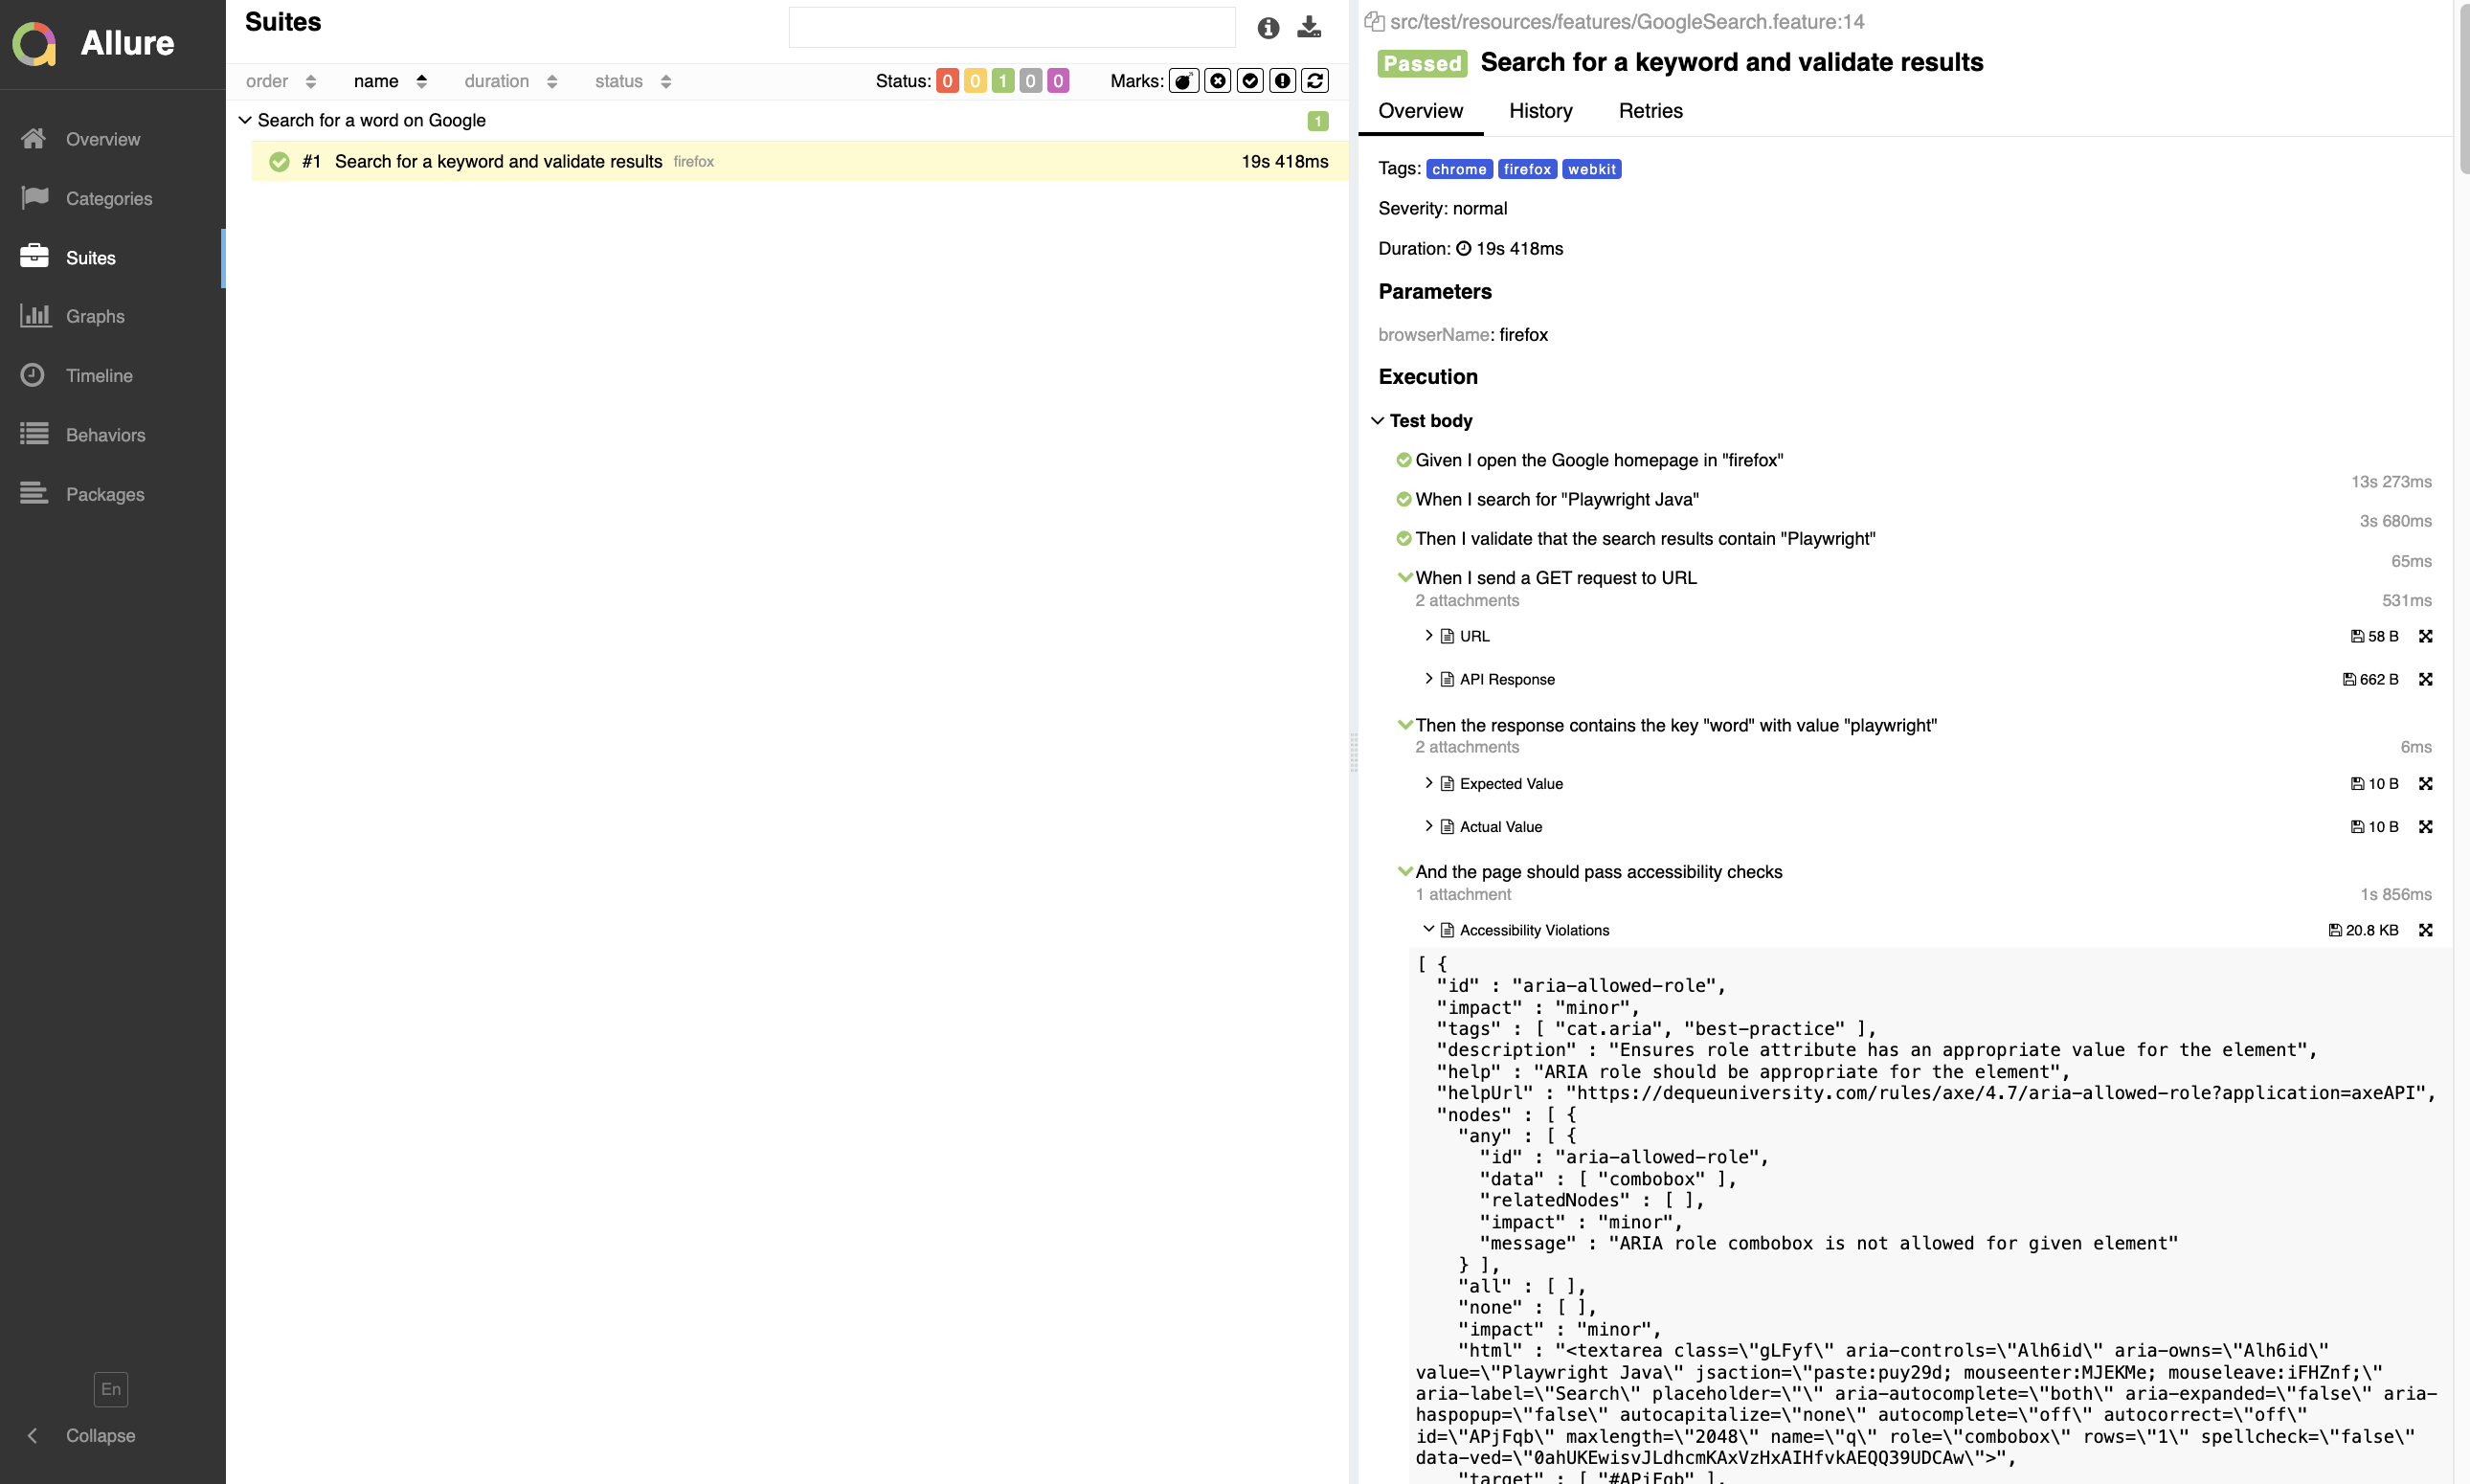 Allure
Overview
Categories
Suites
Graphs
Timeline
Behaviors
Packages
En
Collapse
Suites
order name duration status Status: 0 0 1 0 0 Marks:
Search for a word on Google 1
#1 Search for a keyword and validate results firefox 19s 418ms
src/test/resources/features/GoogleSearch.feature:14
Passed Search for a keyword and validate results
Overview History Retries
Tags: chrome firefox webkit
Severity: normal
Duration: 19s 418ms
Parameters
browserName: firefox
Execution
Test body
Given I open the Google homepage in "firefox"
13s 273ms
When I search for "Playwright Java"
3s 680ms
Then I validate that the search results contain "Playwright"
65ms
When I send a GET request to URL
2 attachments 531ms
URL 58 B
API Response 662 B
Then the response contains the key "word" with value "playwright"
2 attachments 6ms
Expected Value 10 B
Actual Value 10 B
And the page should pass accessibility checks
1 attachment 1s 856ms
Accessibility Violations 20.8 KB
[ {
"id" : "aria-allowed-role",
"impact" : "minor",
"tags" : [ "cat.aria", "best-practice" ],
"description" : "Ensures role attribute has an appropriate value for the element",
"help" : "ARIA role should be appropriate for the element",
"helpUrl" : "https://dequeuniversity.com/rules/axe/4.7/aria-allowed-role?application=axeAPI",
"nodes" : [ {
"any" : [ {
"id" : "aria-allowed-role",
"data" : [ "combobox" ],
"relatedNodes" : [ ],
"impact" : "minor",
"message" : "ARIA role combobox is not allowed for given element"
} ],
"all" : [ ],
"none" : [ ],
"impact" : "minor",
"html" : "<textarea class=\"gLFyf\" aria-controls=\"Alh6id\" aria-owns=\"Alh6id\"
value=\"Playwright Java\" jsaction=\"paste:puy29d; mouseenter:MJEKMe; mouseleave:iFHZnf;\"
aria-label=\"Search\" placeholder=\"\" aria-autocomplete=\"both\" aria-expanded=\"false\" aria-
haspopup=\"false\" autocapitalize=\"none\" autocomplete=\"off\" autocorrect=\"off\"
id=\"APjFqb\" maxlength=\"2048\" name=\"q\" role=\"combobox\" rows=\"1\" spellcheck=\"false\"
data-ved=\"0ahUKEwisvJLdhcmKAxVzHxAIHfvkAEQQ39UDCAw\">",
"target" : [ "#APjFqb" ],